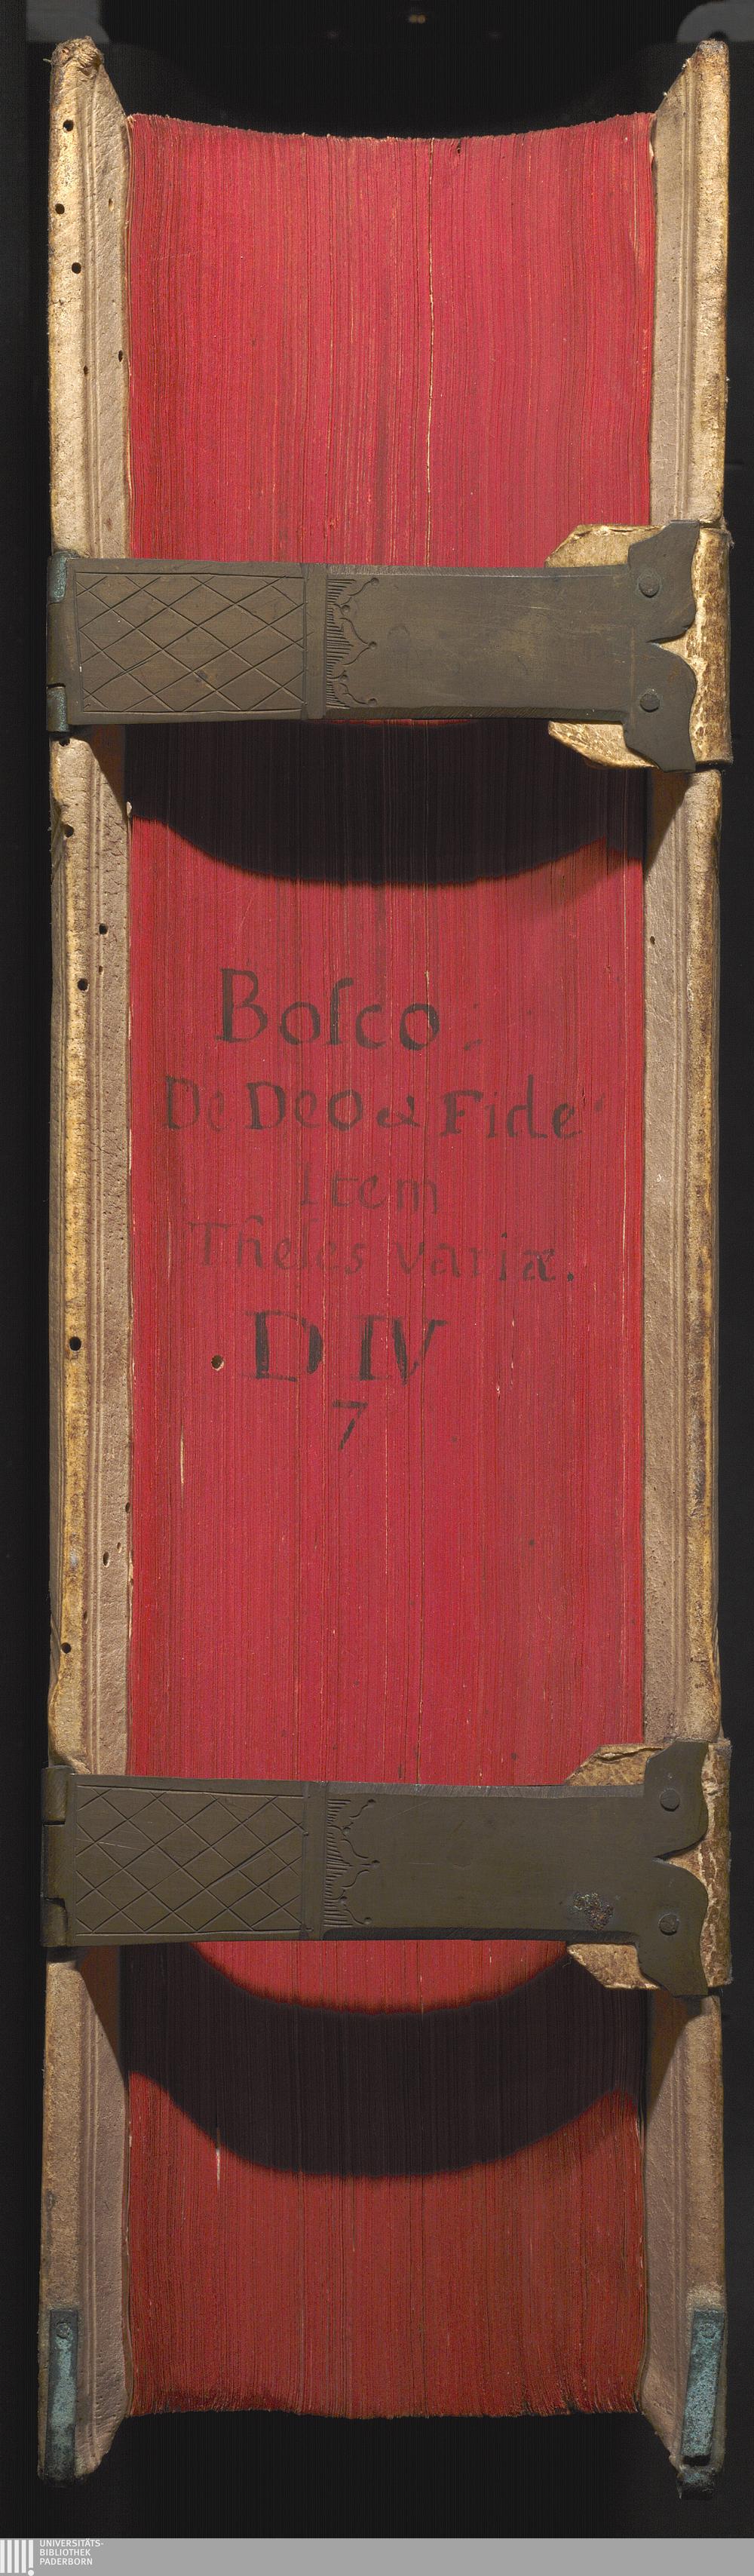 Boſco :
De Deo & Fide
Item
Theſes variæ.
D IV
7
UNIVERSITÄTS-
BIBLIOTHEK
PADERBORN